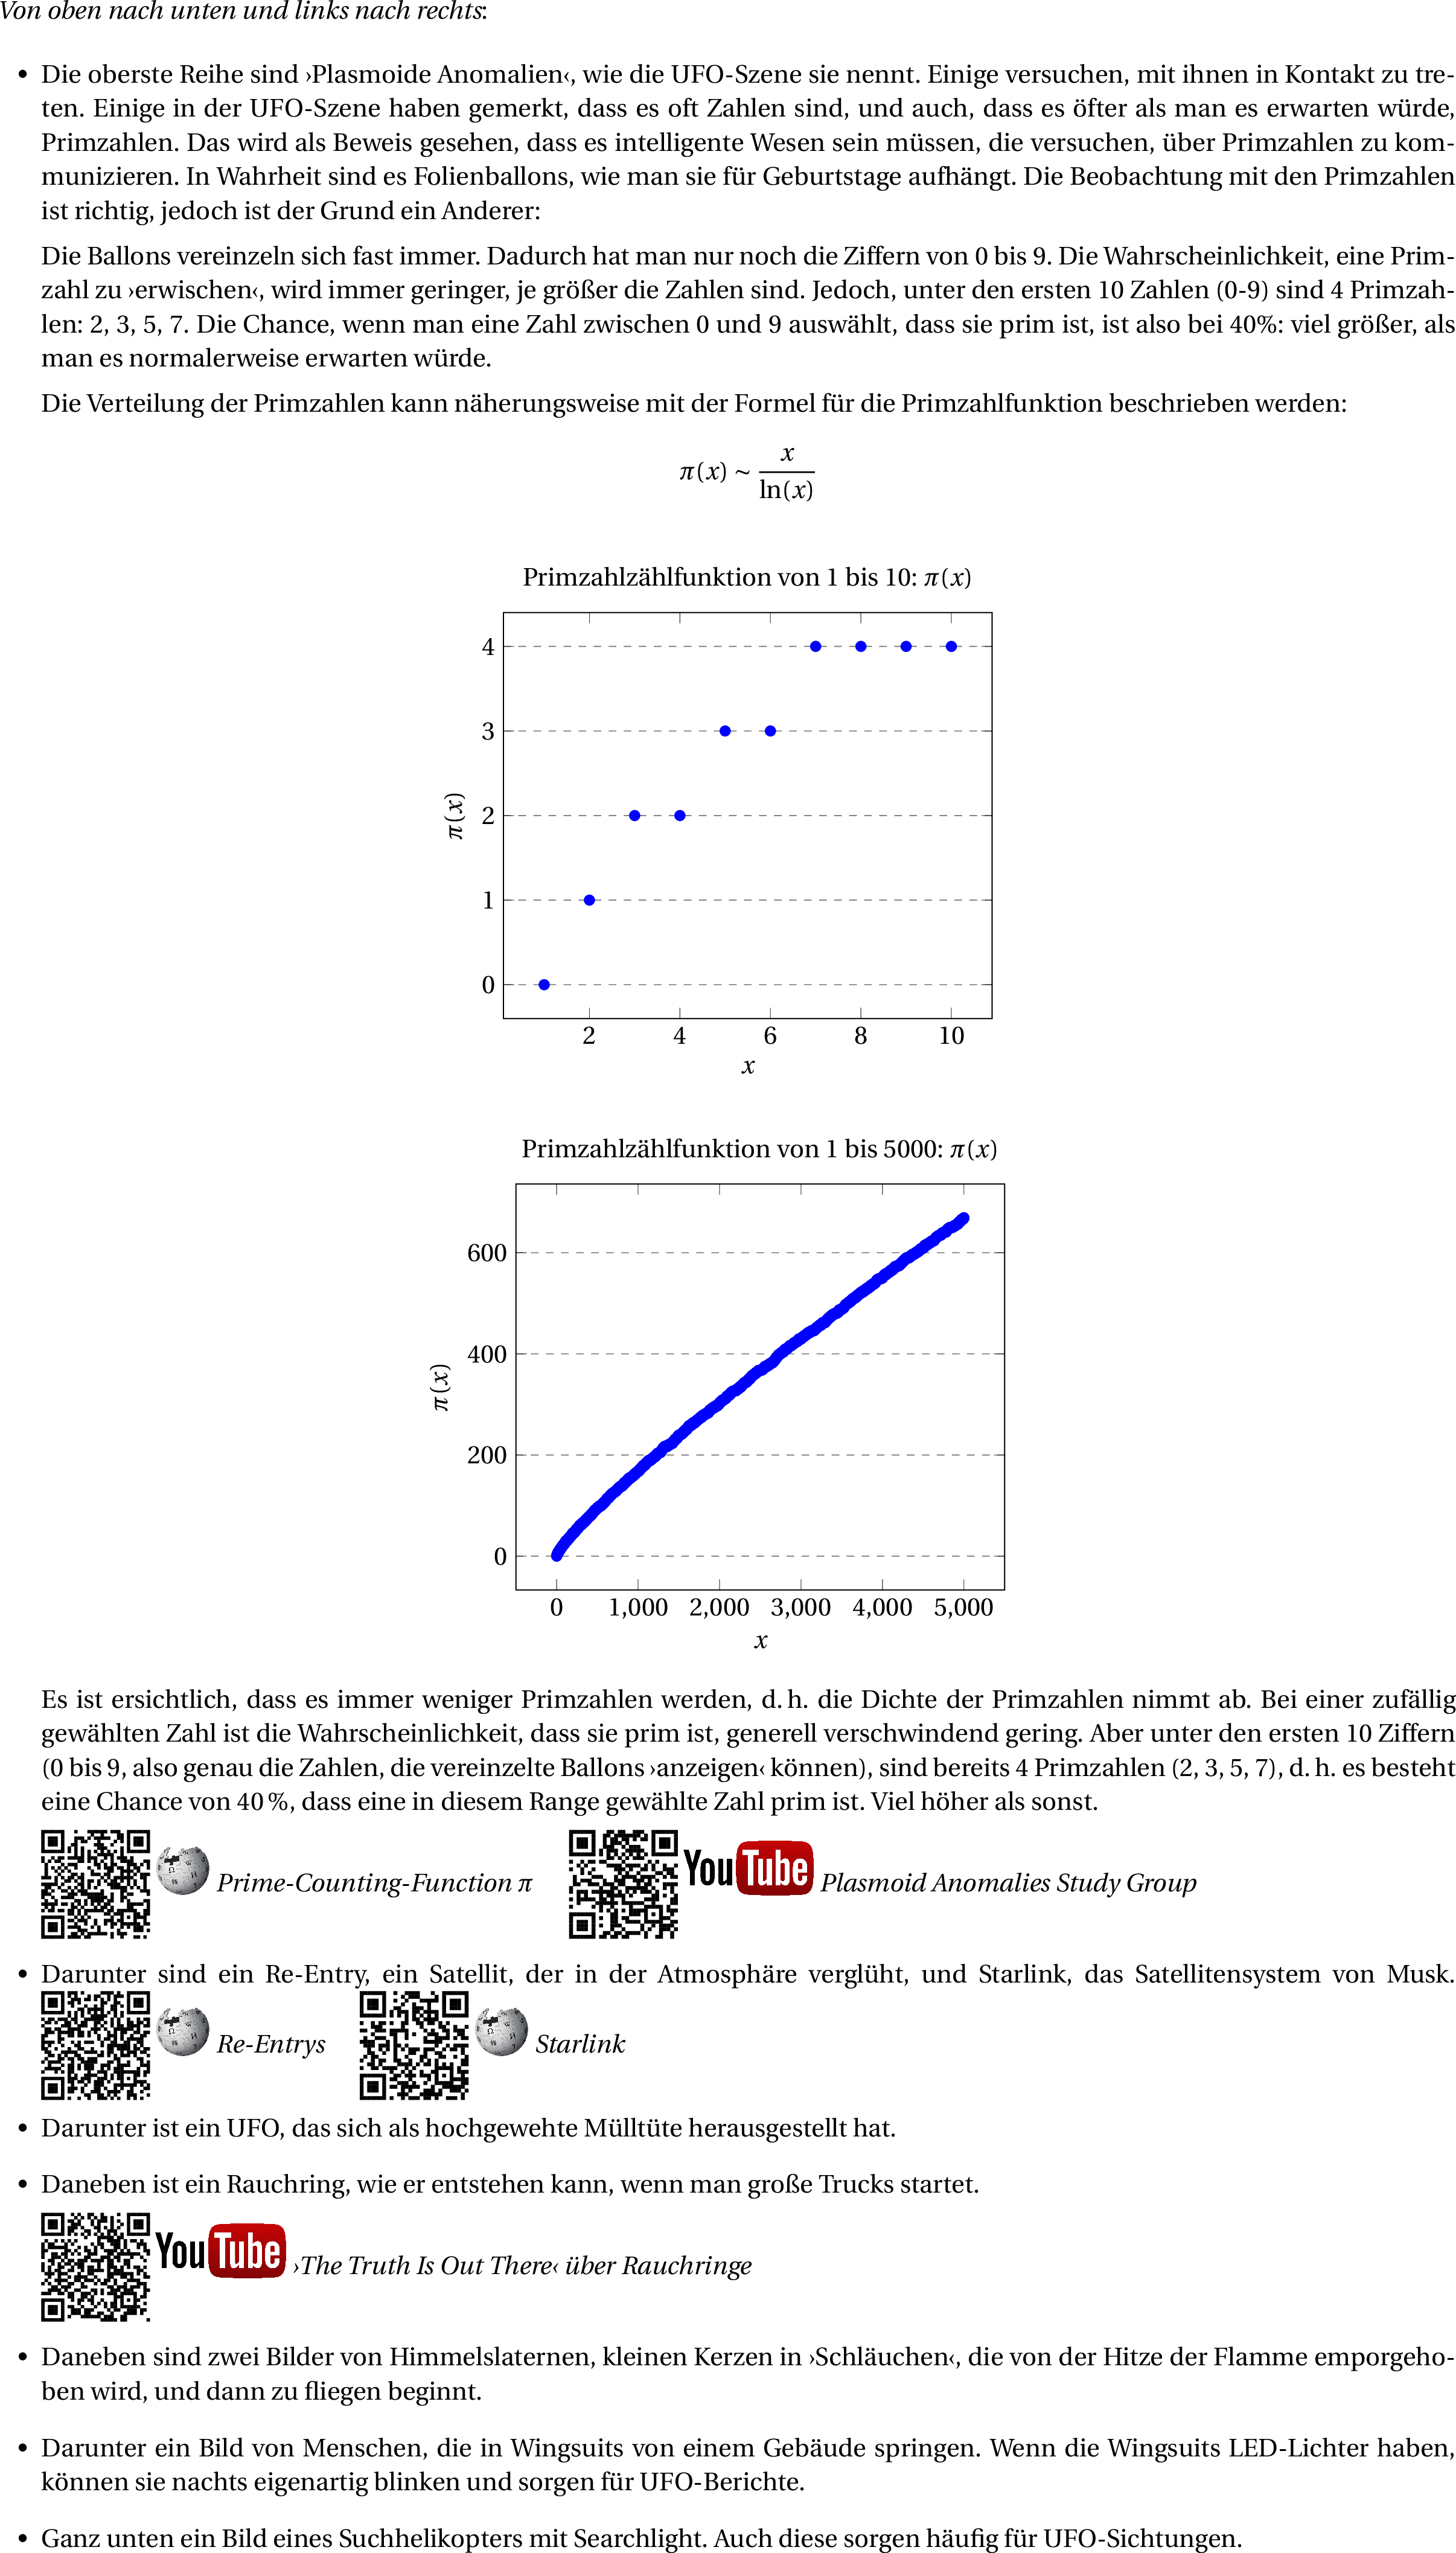 Von oben nach unten und links nach rechts:
• Die oberste Reihe sind ›Plasmoide Anomalien‹, wie die UFO-Szene sie nennt. Einige versuchen, mit ihnen in Kontakt zu tre-
ten. Einige in der UFO-Szene haben gemerkt, dass es oft Zahlen sind, und auch, dass es öfter als man es erwarten würde,
Primzahlen. Das wird als Beweis gesehen, dass es intelligente Wesen sein müssen, die versuchen, über Primzahlen zu kom-
munizieren. In Wahrheit sind es Folienballons, wie man sie für Geburtstage aufhängt. Die Beobachtung mit den Primzahlen
ist richtig, jedoch ist der Grund ein Anderer:
Die Ballons vereinzeln sich fast immer. Dadurch hat man nur noch die Ziffern von 0 bis 9. Die Wahrscheinlichkeit, eine Prim-
zahl zu ›erwischen‹, wird immer geringer, je größer die Zahlen sind. Jedoch, unter den ersten 10 Zahlen (0-9) sind 4 Primzah-
len: 2, 3, 5, 7. Die Chance, wenn man eine Zahl zwischen 0 und 9 auswählt, dass sie prim ist, ist also bei 40%: viel größer, als
man es normalerweise erwarten würde.
Die Verteilung der Primzahlen kann näherungsweise mit der Formel für die Primzahlfunktion beschrieben werden:
π(x) ~ x / ln(x)
Primzahlzählfunktion von 1 bis 10: π(x)
4
3
2
1
0
π(x)
2 4 6 8 10
x
Primzahlzählfunktion von 1 bis 5000: π(x)
600
400
200
0
π(x)
0 1,000 2,000 3,000 4,000 5,000
x
Es ist ersichtlich, dass es immer weniger Primzahlen werden, d. h. die Dichte der Primzahlen nimmt ab. Bei einer zufällig
gewählten Zahl ist die Wahrscheinlichkeit, dass sie prim ist, generell verschwindend gering. Aber unter den ersten 10 Ziffern
(0 bis 9, also genau die Zahlen, die vereinzelte Ballons ›anzeigen‹ können), sind bereits 4 Primzahlen (2, 3, 5, 7), d. h. es besteht
eine Chance von 40 %, dass eine in diesem Range gewählte Zahl prim ist. Viel höher als sonst.
Prime-Counting-Function π YouTube Plasmoid Anomalies Study Group
• Darunter sind ein Re-Entry, ein Satellit, der in der Atmosphäre verglüht, und Starlink, das Satellitensystem von Musk.
Re-Entrys Starlink
• Darunter ist ein UFO, das sich als hochgewehte Mülltüte herausgestellt hat.
• Daneben ist ein Rauchring, wie er entstehen kann, wenn man große Trucks startet.
YouTube ›The Truth Is Out There‹ über Rauchringe
• Daneben sind zwei Bilder von Himmelslaternen, kleinen Kerzen in ›Schläuchen‹, die von der Hitze der Flamme emporgeho-
ben wird, und dann zu fliegen beginnt.
• Darunter ein Bild von Menschen, die in Wingsuits von einem Gebäude springen. Wenn die Wingsuits LED-Lichter haben,
können sie nachts eigenartig blinken und sorgen für UFO-Berichte.
• Ganz unten ein Bild eines Suchhelikopters mit Searchlight. Auch diese sorgen häufig für UFO-Sichtungen.